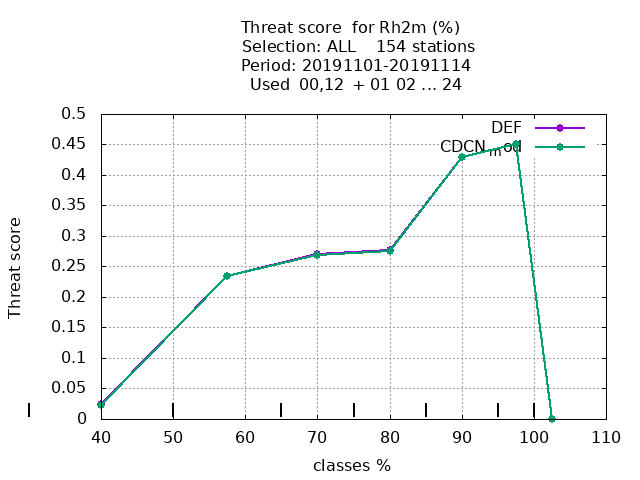 Threat score for Rh2m (%)
Selection: ALL 154 stations
Period: 20191101-20191114
Used 00,12 + 01 02 ... 24
0.5
DEF
0.45
CDCN_mod
0.4
0.35
0.3
0.25
0.2
0.15
0.1
0.05
0
Threat score
40 50 60 70 80 90 100 110
classes %